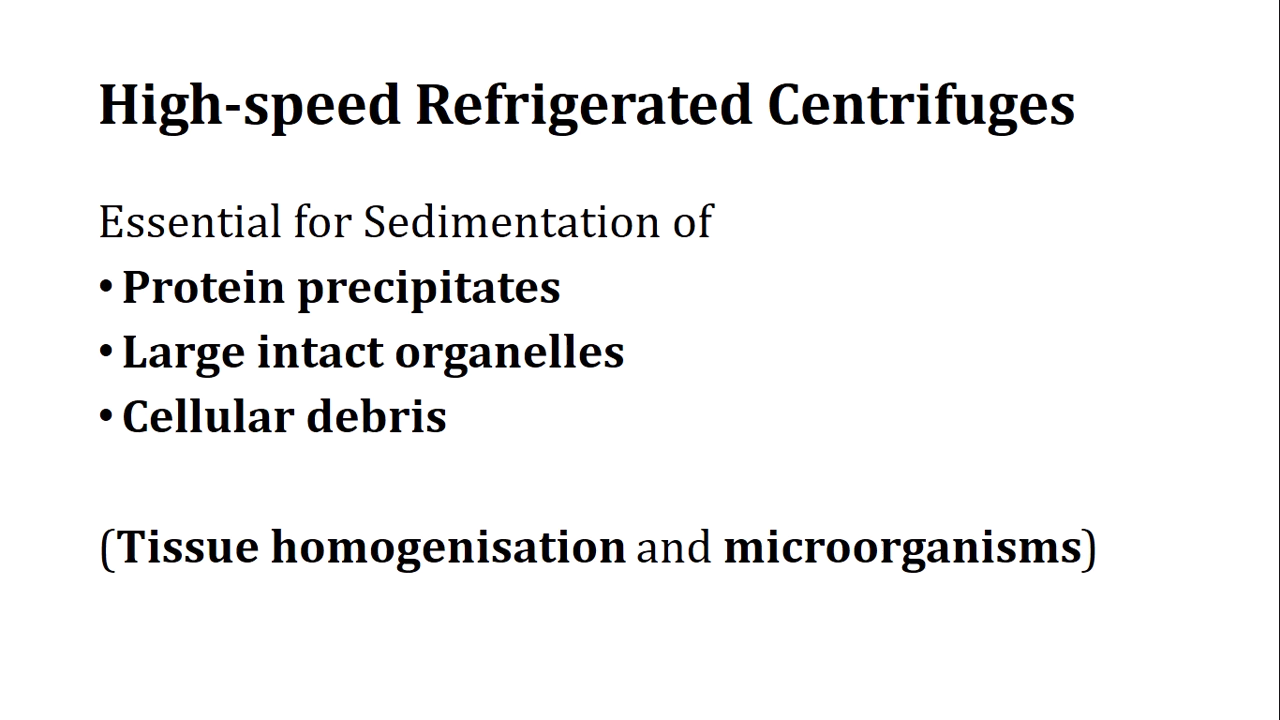 High-speed Refrigerated Centrifuges
Essential for Sedimentation of
• Protein precipitates
• Large intact organelles
• Cellular debris
(Tissue homogenisation and microorganisms)